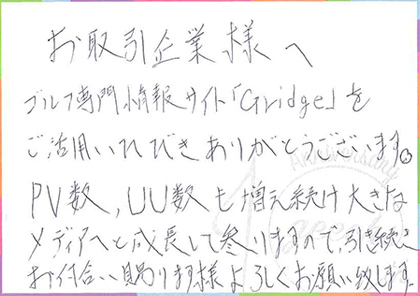 お取引企業様へ
ゴルフ専門情報サイト「Gridge」を
ご活用いただきありがとうございます。
PV数、UU数も増え続け大きな
メディアへと成長して参りますので、引き続き
お付合い賜ります様よろしくお願い致します
Anniversary